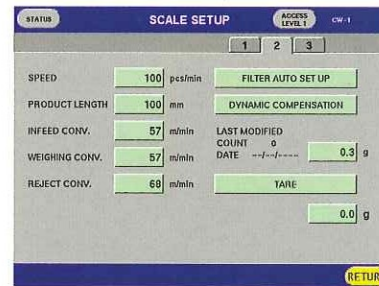 STATUS SCALE SETUP ACCESS LEVEL 1 CW-1
1 2 3
SPEED 100 pcs/min FILTER AUTO SET UP
PRODUCT LENGTH 100 mm DYNAMIC COMPENSATION
INFEED CONV. 57 m/min LAST MODIFIED
COUNT 0
DATE --/--/---- 0.3 g
WEIGHING CONV. 57 m/min
REJECT CONV. 68 m/min TARE
0.0 g
RETUR